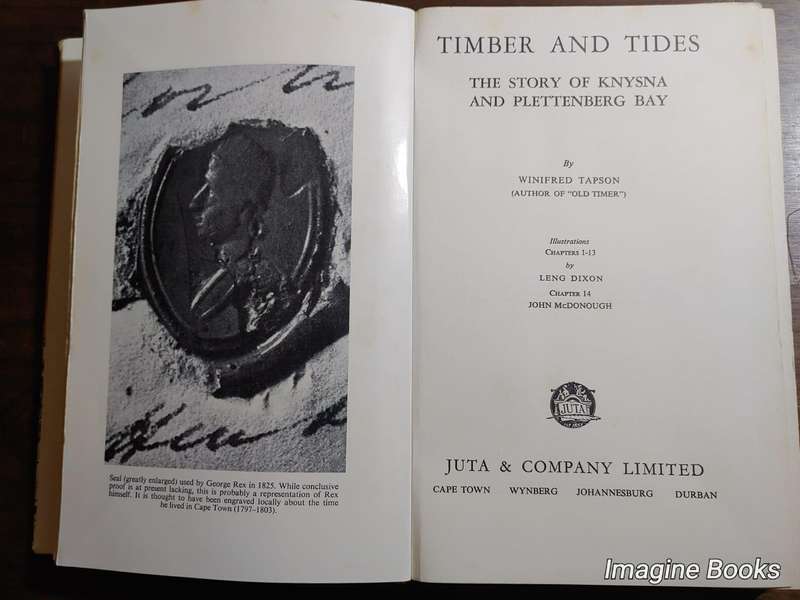 Seal (greatly enlarged) used by George Rex in 1825. While conclusive
proof is at present lacking, this is probably a representation of Rex
himself. It is thought to have been engraved locally about the time
he lived in Cape Town (1797–1803).
TIMBER AND TIDES
THE STORY OF KNYSNA
AND PLETTENBERG BAY
By
WINIFRED TAPSON
(AUTHOR OF "OLD TIMER")
Illustrations
CHAPTERS 1-13
by
LENG DIXON
CHAPTER 14
JOHN McDONOUGH
JUTA
JUTA & COMPANY LIMITED
CAPE TOWN WYNBERG JOHANNESBURG DURBAN
Imagine Books